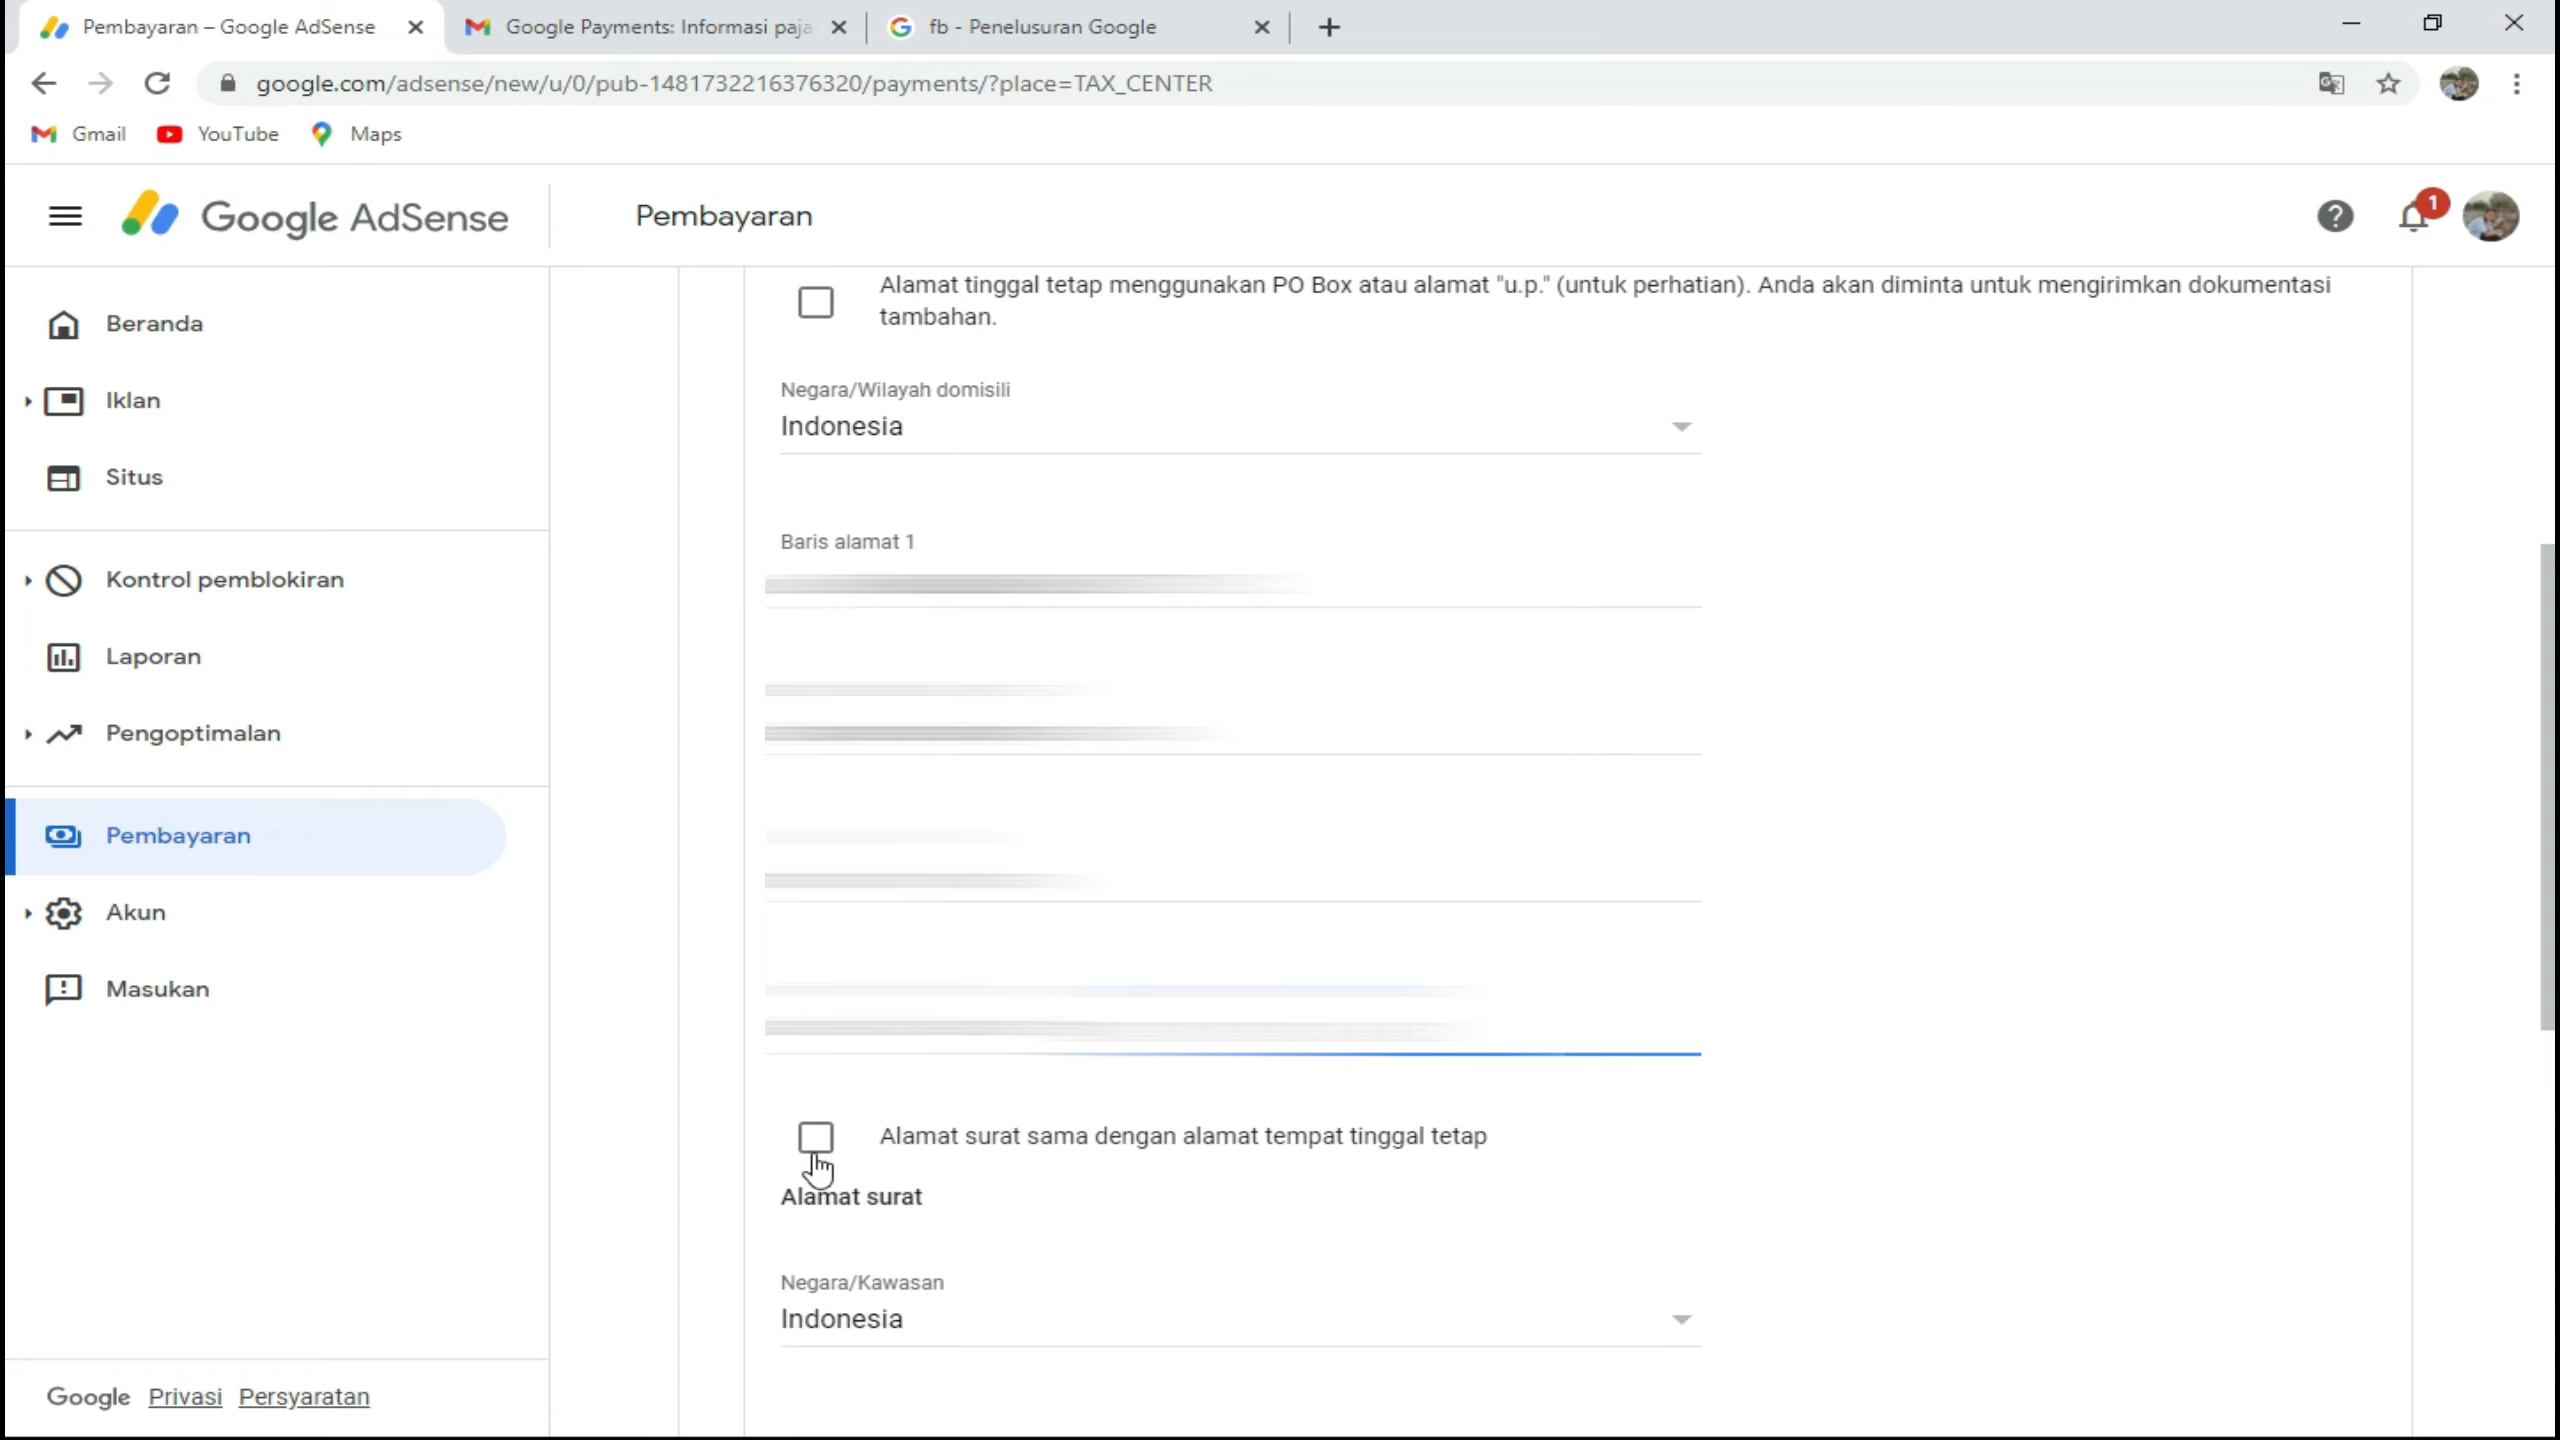 Pembayaran – Google AdSense
Google Payments: Informasi paja
fb - Penelusuran Google
google.com/adsense/new/u/0/pub-1481732216376320/payments/?place=TAX_CENTER
Gmail
YouTube
Maps
Google AdSense
Pembayaran
1
Beranda
Iklan
Situs
Kontrol pemblokiran
Laporan
Pengoptimalan
Pembayaran
Akun
Masukan
Google Privasi Persyaratan
Alamat tinggal tetap menggunakan PO Box atau alamat "u.p." (untuk perhatian). Anda akan diminta untuk mengirimkan dokumentasi
tambahan.
Negara/Wilayah domisili
Indonesia
Baris alamat 1
Alamat surat sama dengan alamat tempat tinggal tetap
Alamat surat
Negara/Kawasan
Indonesia